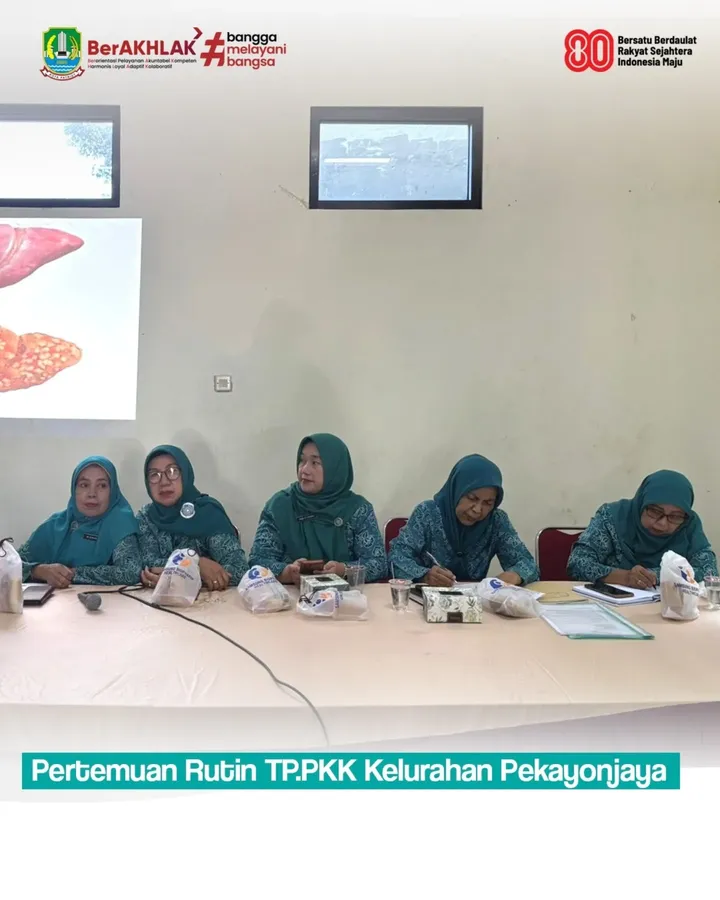 BerAKHLAK
Berorientasi Pelayanan Akuntabel Kompeten
Harmonis Loyal Adaptif Kolaboratif
#bangga
melayani
bangsa
80
Bersatu Berdaulat
Rakyat Sejahtera
Indonesia Maju
Pertemuan Rutin TP.PKK Kelurahan Pekayonjaya